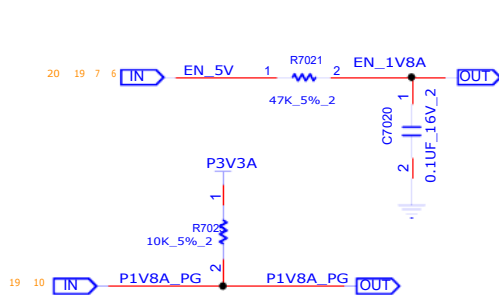 R7021
20 19 7 6 IN EN_5V 1 2 EN_1V8A OUT
47K_5%_2
1
C7020
0.1UF_16V_2
2
P3V3A
1
R702
10K_5%_2
2
19 10 IN P1V8A_PG P1V8A_PG OUT